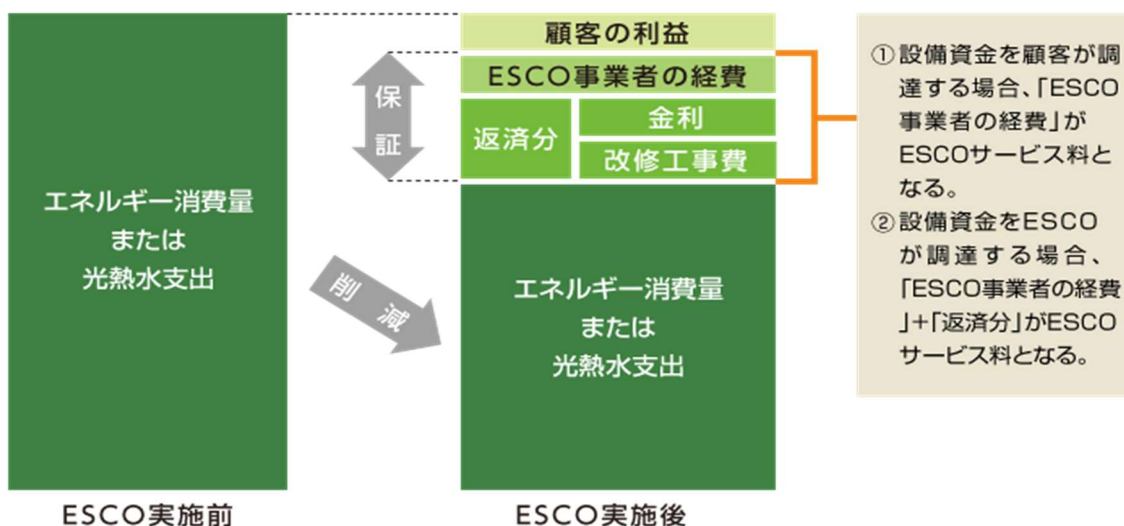 エネルギー消費量
または
光熱水支出
ESCO実施前
保
証
削減
顧客の利益
ESCO事業者の経費
返済分
金利
改修工事費
エネルギー消費量
または
光熱水支出
ESCO実施後
①設備資金を顧客が調
達する場合、「ESCO
事業者の経費」が
ESCOサービス料と
なる。
②設備資金をESCO
が調達する場合、
「ESCO事業者の経費
」+「返済分」がESCO
サービス料となる。